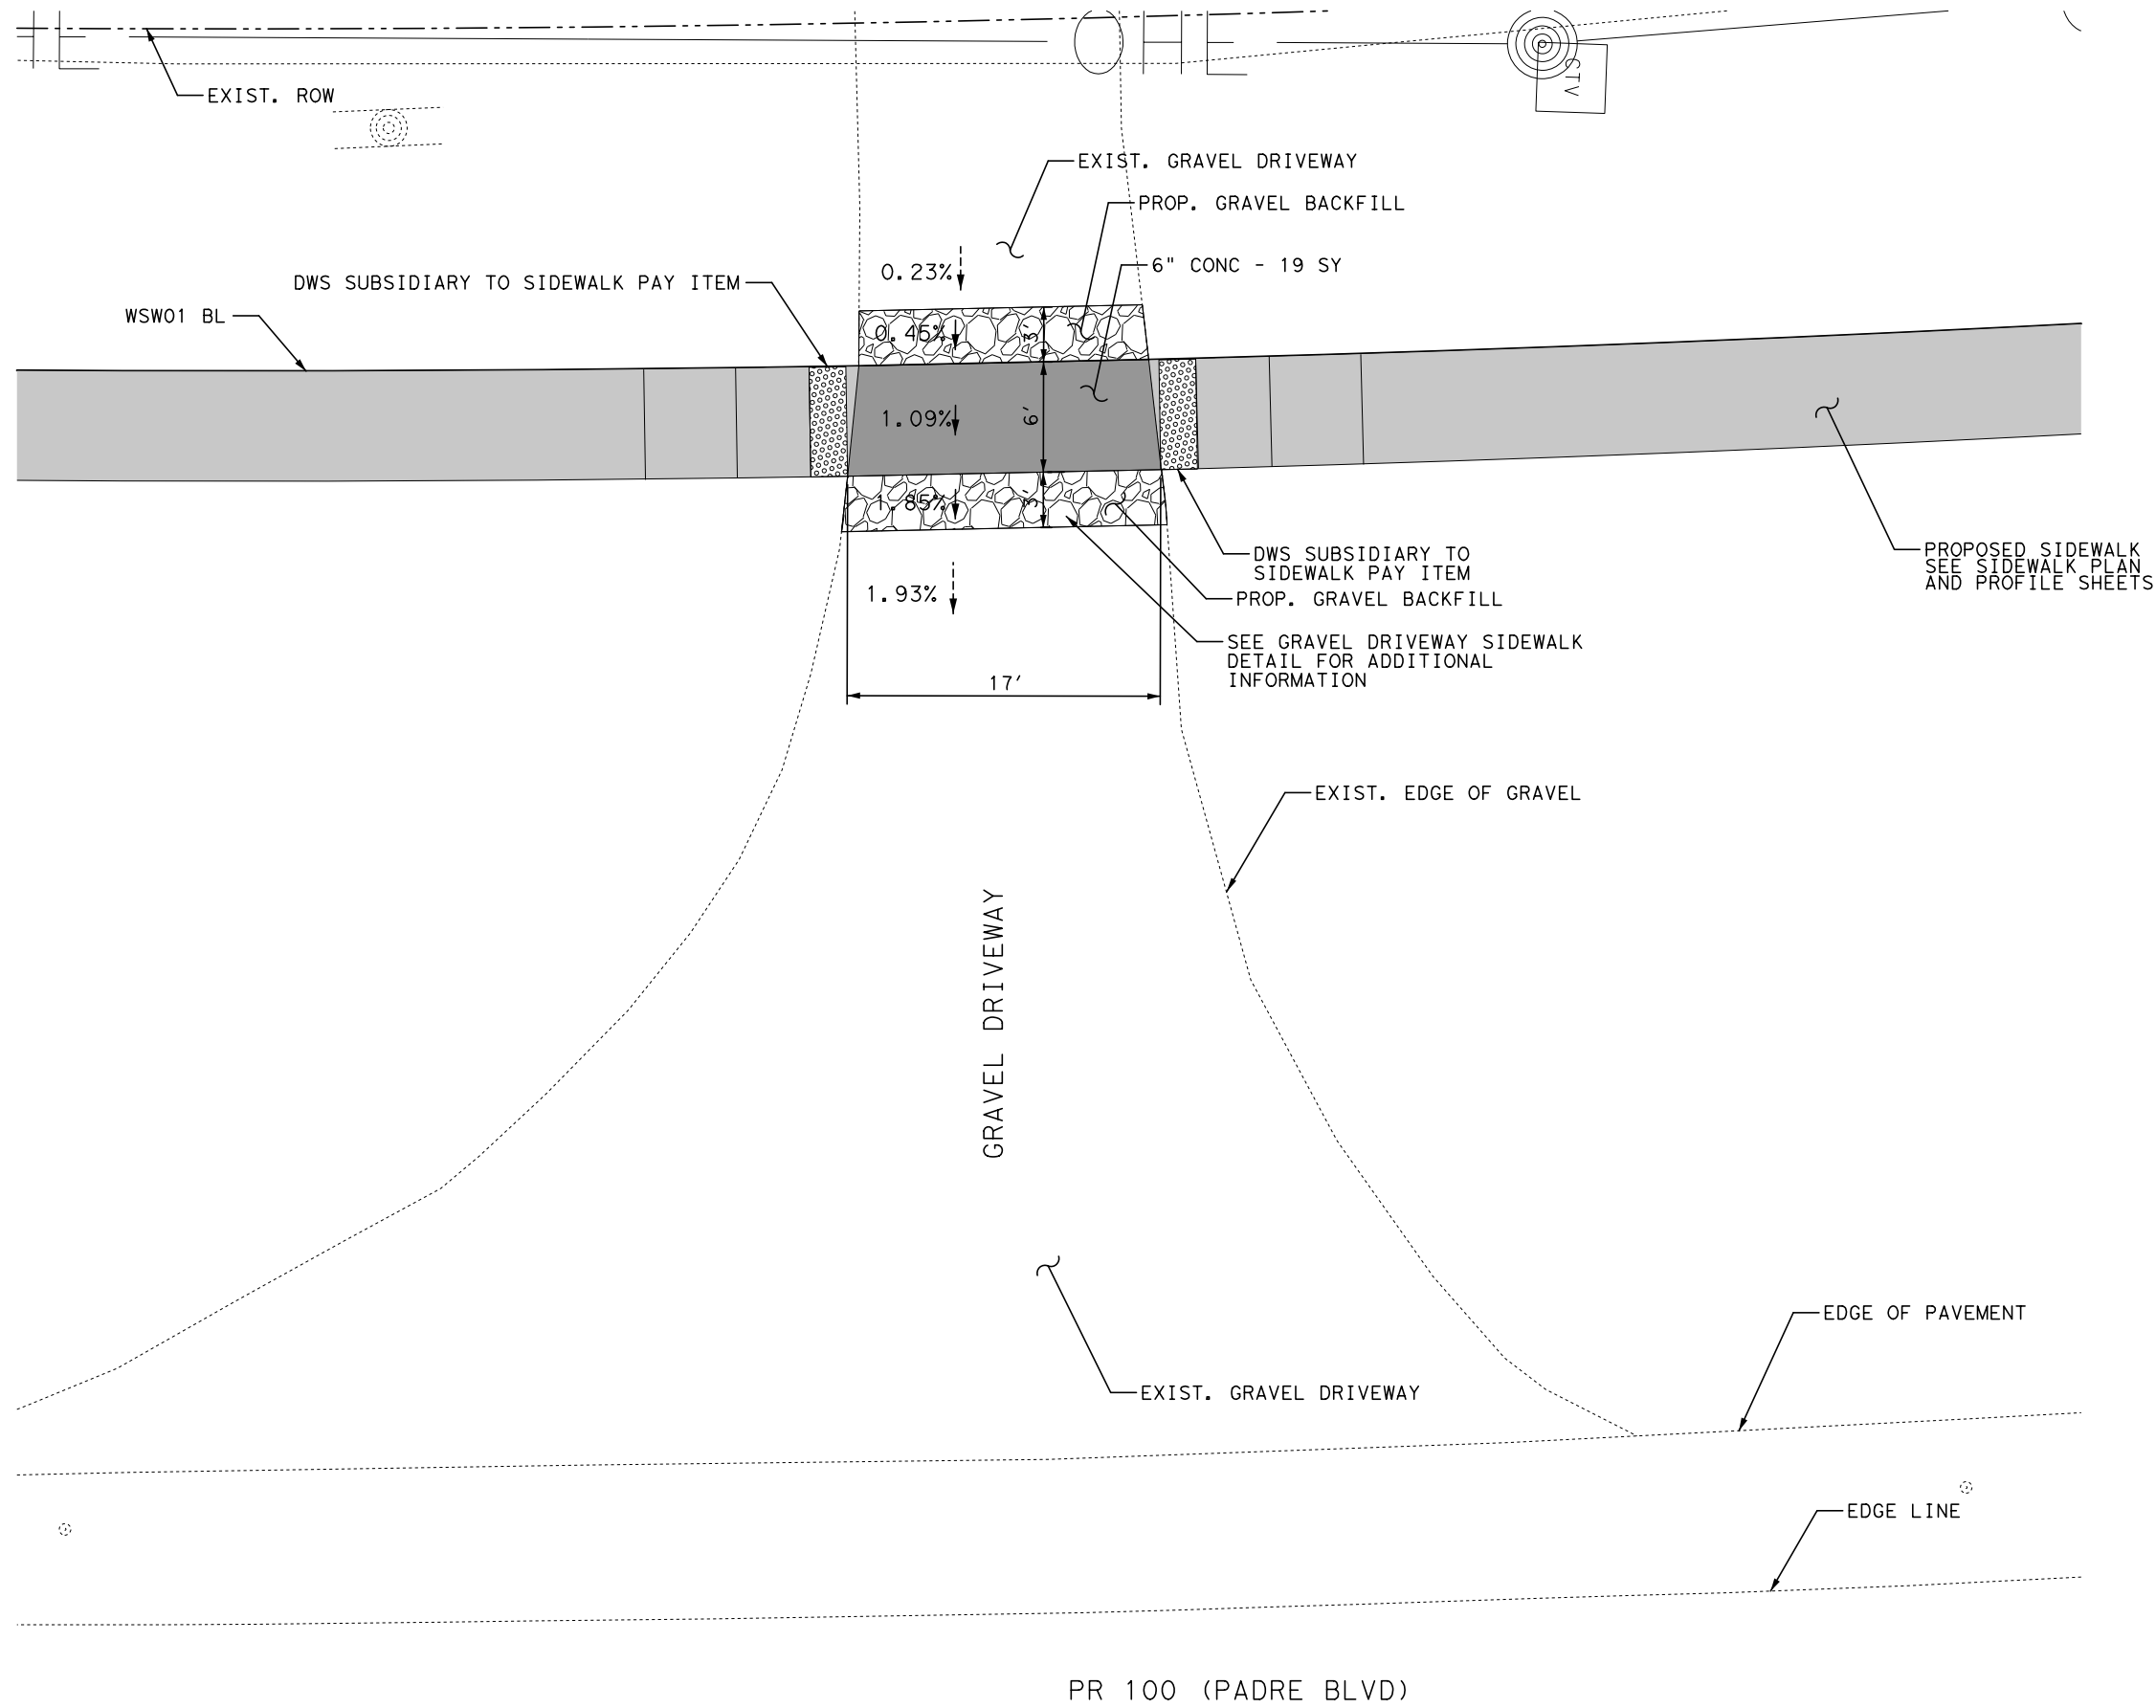 EXIST. ROW
CTV
EXIST. GRAVEL DRIVEWAY
PROP. GRAVEL BACKFILL
6" CONC - 19 SY
0.23%
DWS SUBSIDIARY TO SIDEWALK PAY ITEM
WSW01 BL
0.45%
3'
1.09%
6'
1.85%
3'
1.93%
DWS SUBSIDIARY TO
SIDEWALK PAY ITEM
PROP. GRAVEL BACKFILL
PROPOSED SIDEWALK
SEE SIDEWALK PLAN
AND PROFILE SHEETS
SEE GRAVEL DRIVEWAY SIDEWALK
DETAIL FOR ADDITIONAL
INFORMATION
17'
EXIST. EDGE OF GRAVEL
GRAVEL DRIVEWAY
EDGE OF PAVEMENT
EXIST. GRAVEL DRIVEWAY
EDGE LINE
PR 100 (PADRE BLVD)